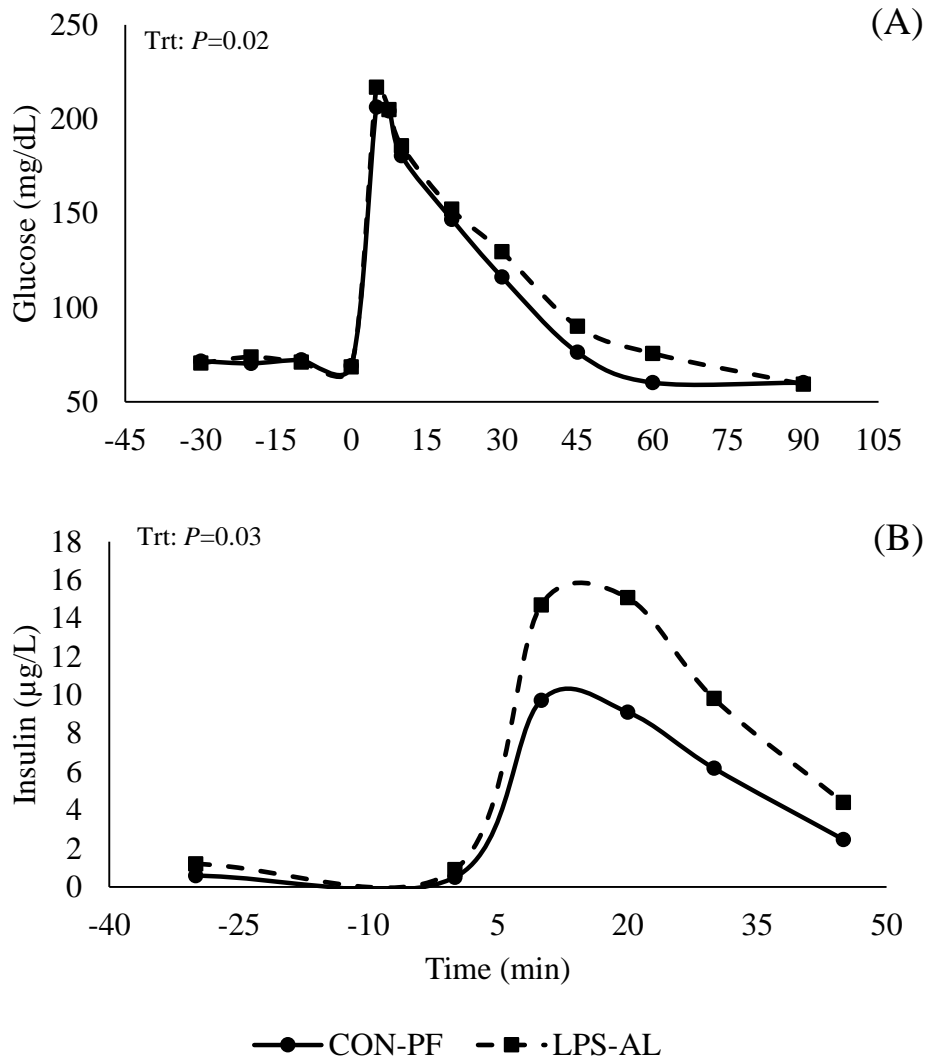 (A)
Trt: P=0.02
Glucose (mg/dL)
250
200
150
100
50
-45 -30 -15 0 15 30 45 60 75 90 105
(B)
Trt: P=0.03
Insulin (µg/L)
18
16
14
12
10
8
6
4
2
0
-40 -25 -10 5 20 35 50
Time (min)
CON-PF LPS-AL